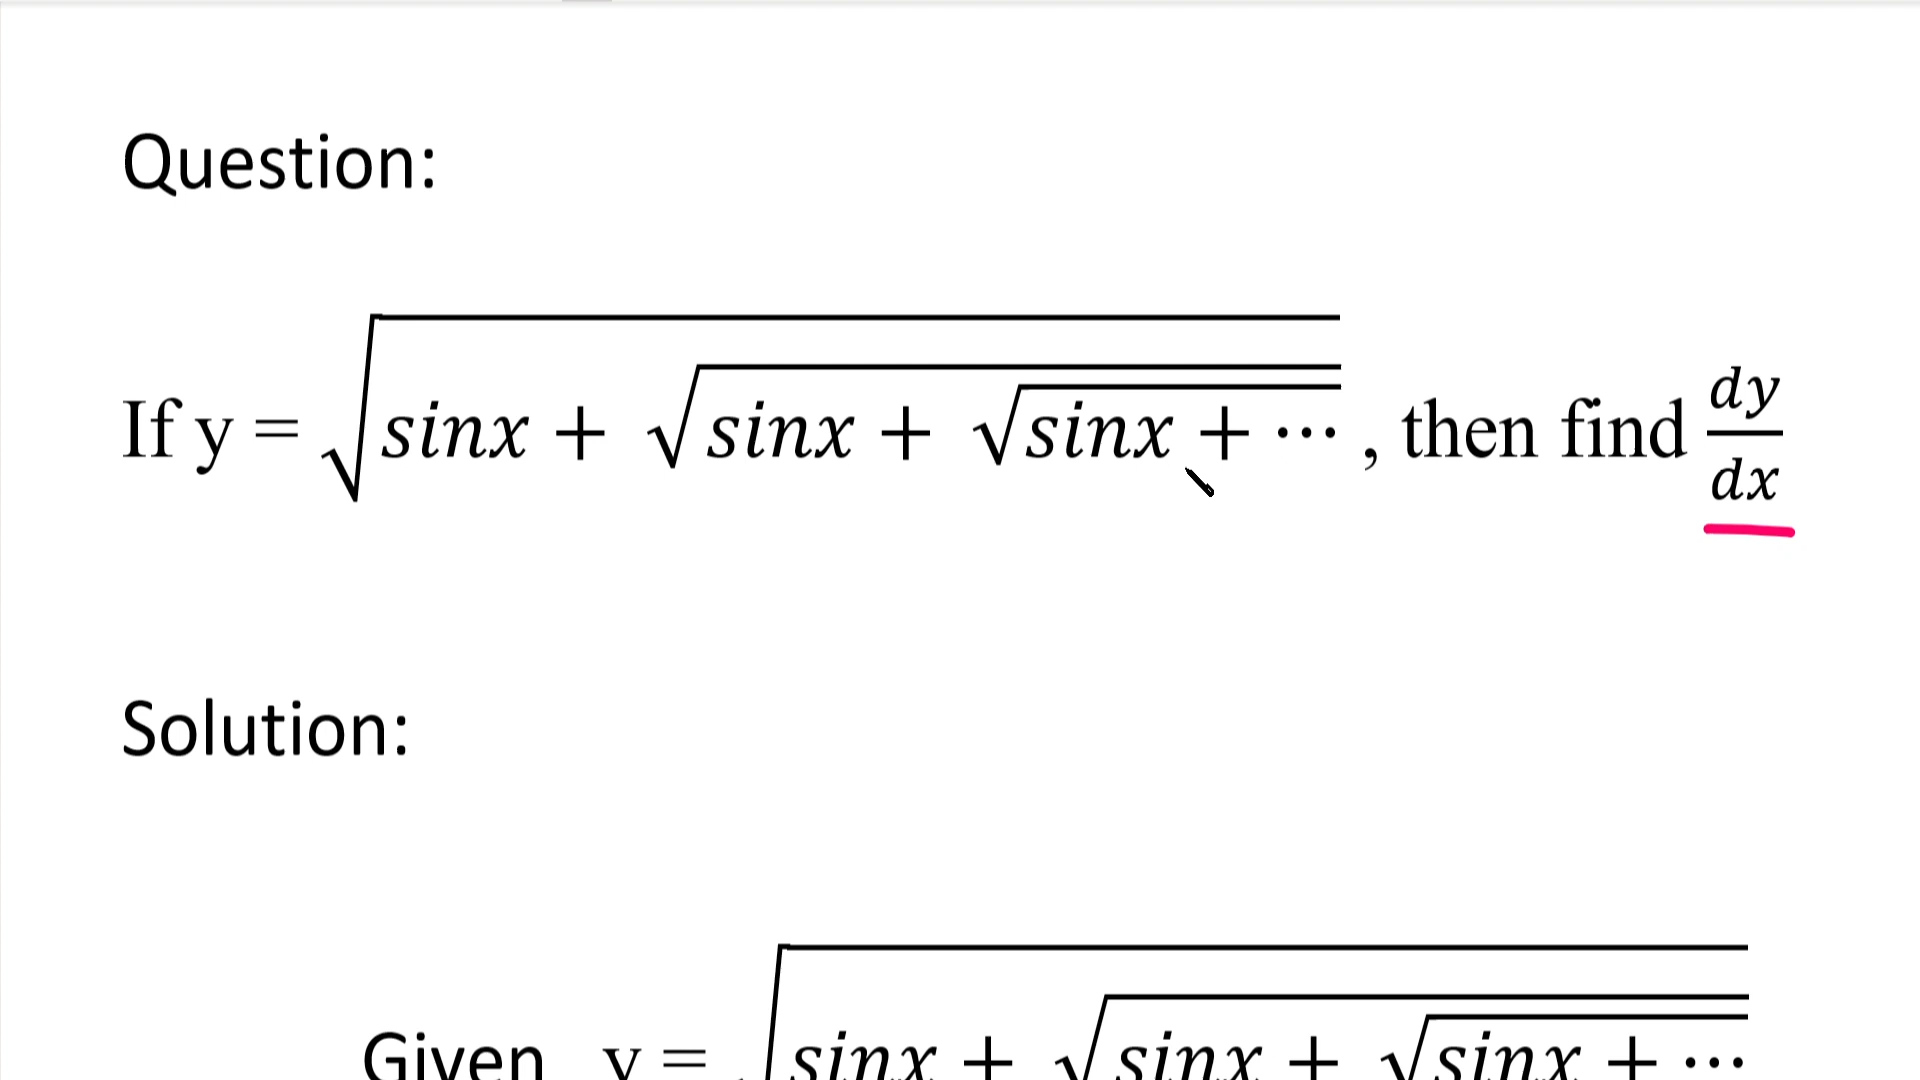 Question:
If y = √(sinx + √(sinx + √(sinx + ⋯))) , then find dy/dx
Solution:
Given y = √(sinx + √(sinx + √(sinx + ⋯)))